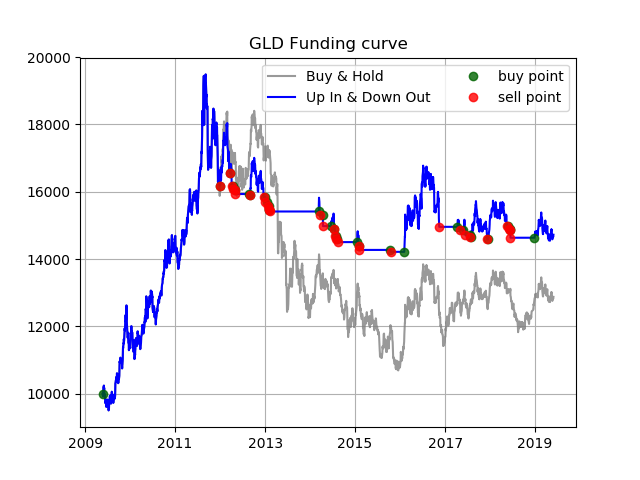 GLD Funding curve
Buy & Hold
Up In & Down Out
buy point
sell point
20000
18000
16000
14000
12000
10000
2009 2011 2013 2015 2017 2019